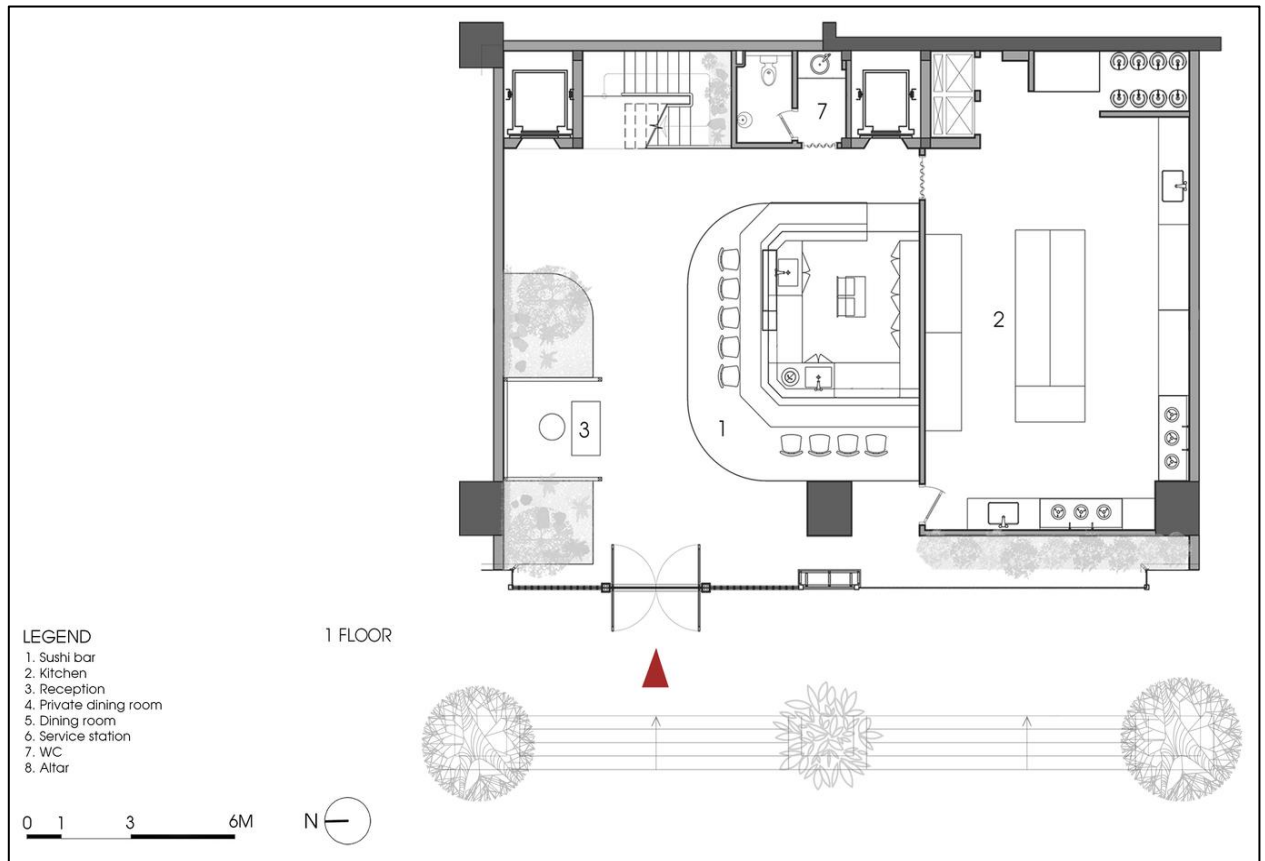 7
2
3
1
LEGEND
1 FLOOR
1. Sushi bar
2. Kitchen
3. Reception
4. Private dining room
5. Dining room
6. Service station
7. WC
8. Altar
0 1 3 6M
N